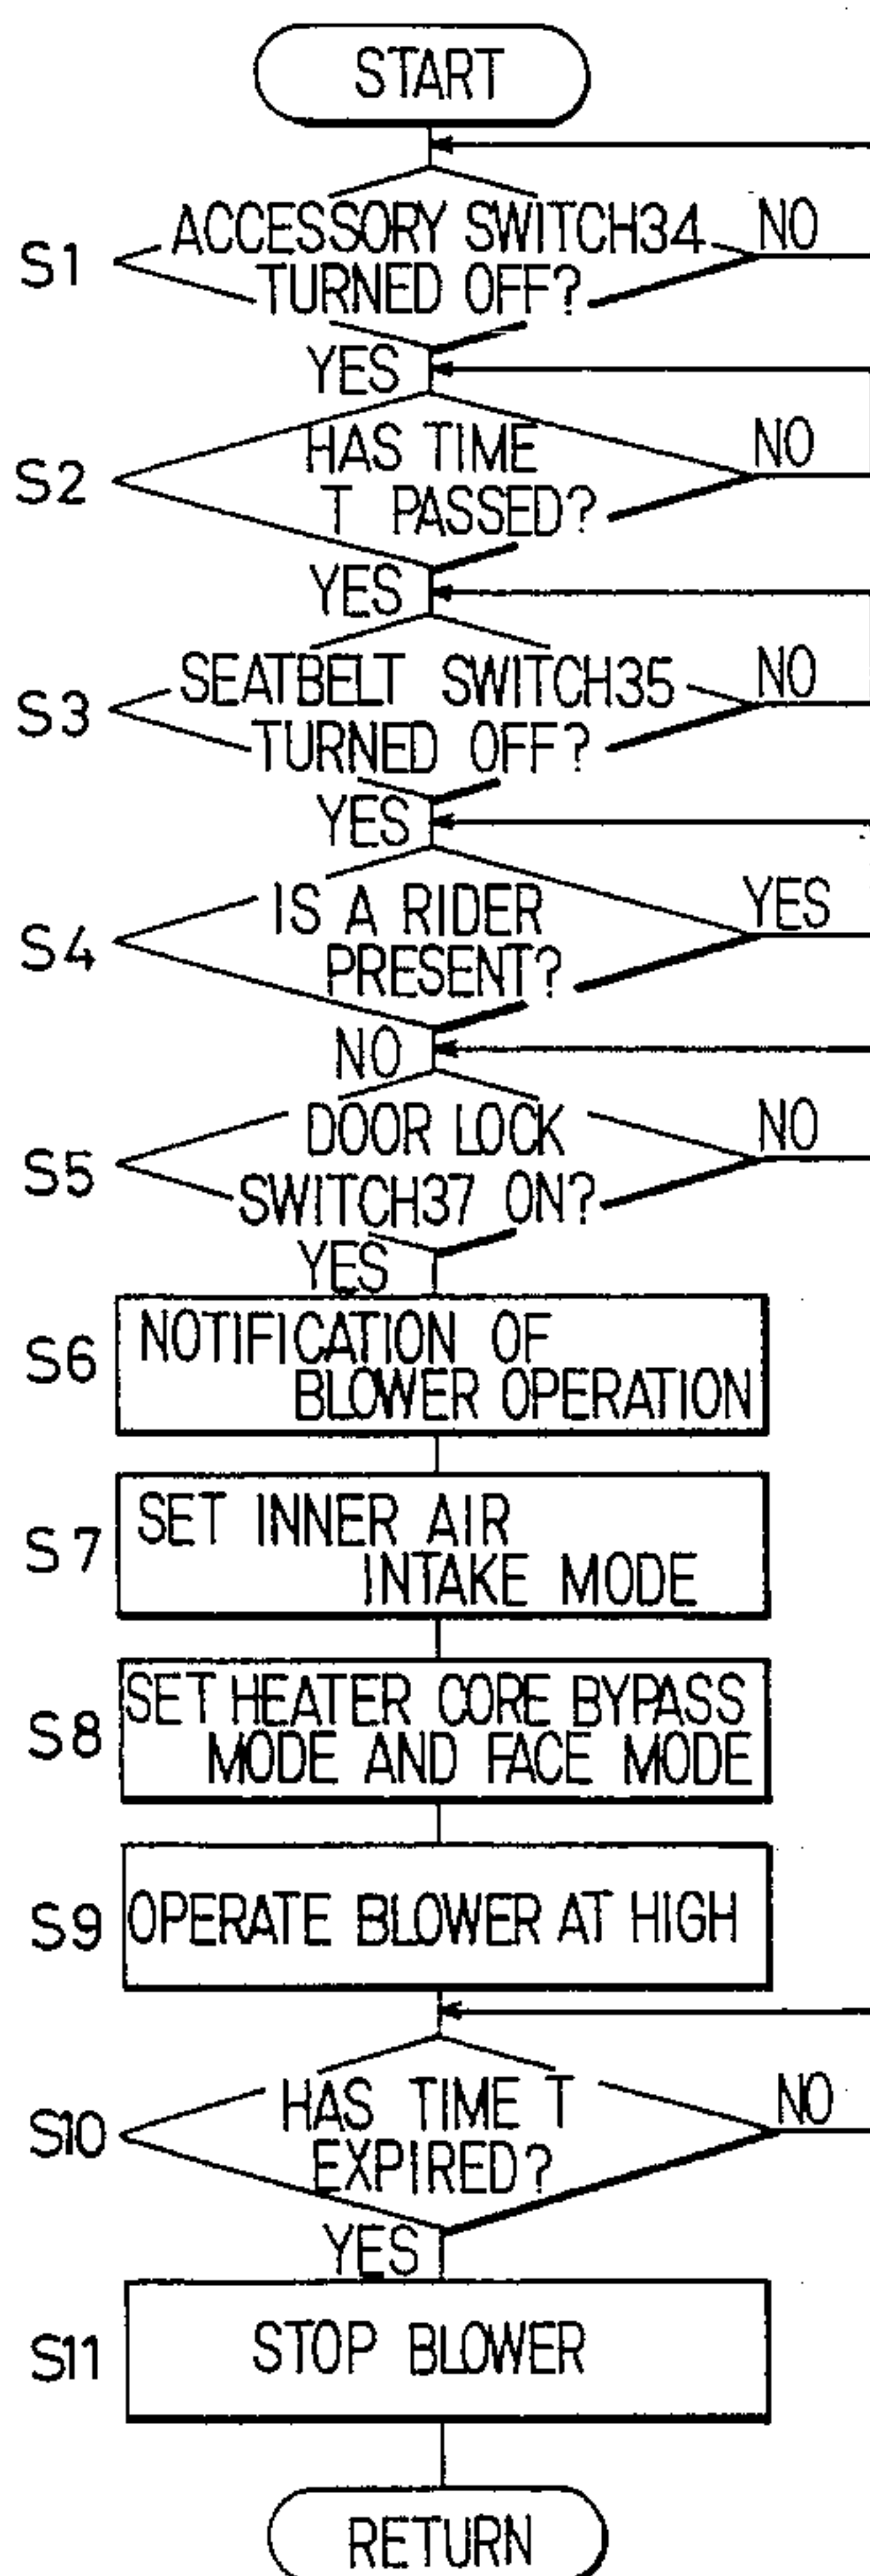 START
S1 ACCESSORY SWITCH34 NO
TURNED OFF?
YES
S2 HAS TIME NO
T PASSED?
YES
S3 SEATBELT SWITCH35 NO
TURNED OFF?
YES
S4 IS A RIDER YES
PRESENT?
NO
S5 DOOR LOCK NO
SWITCH37 ON?
YES
S6 NOTIFICATION OF
BLOWER OPERATION
S7 SET INNER AIR
INTAKE MODE
S8 SET HEATER CORE BYPASS
MODE AND FACE MODE
S9 OPERATE BLOWER AT HIGH
S10 HAS TIME T NO
EXPIRED?
YES
S11 STOP BLOWER
RETURN